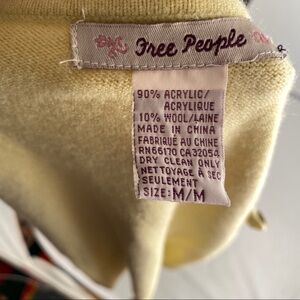 Free People
90% ACRYLIC/
ACRYLIQUE
10% WOOL/LAINE
MADE IN CHINA
FABRIQUÉ AU CHINE
RN66170 CA32054
DRY CLEAN ONLY
NETTOYAGE À SEC
SEULEMENT
SIZE: M/M